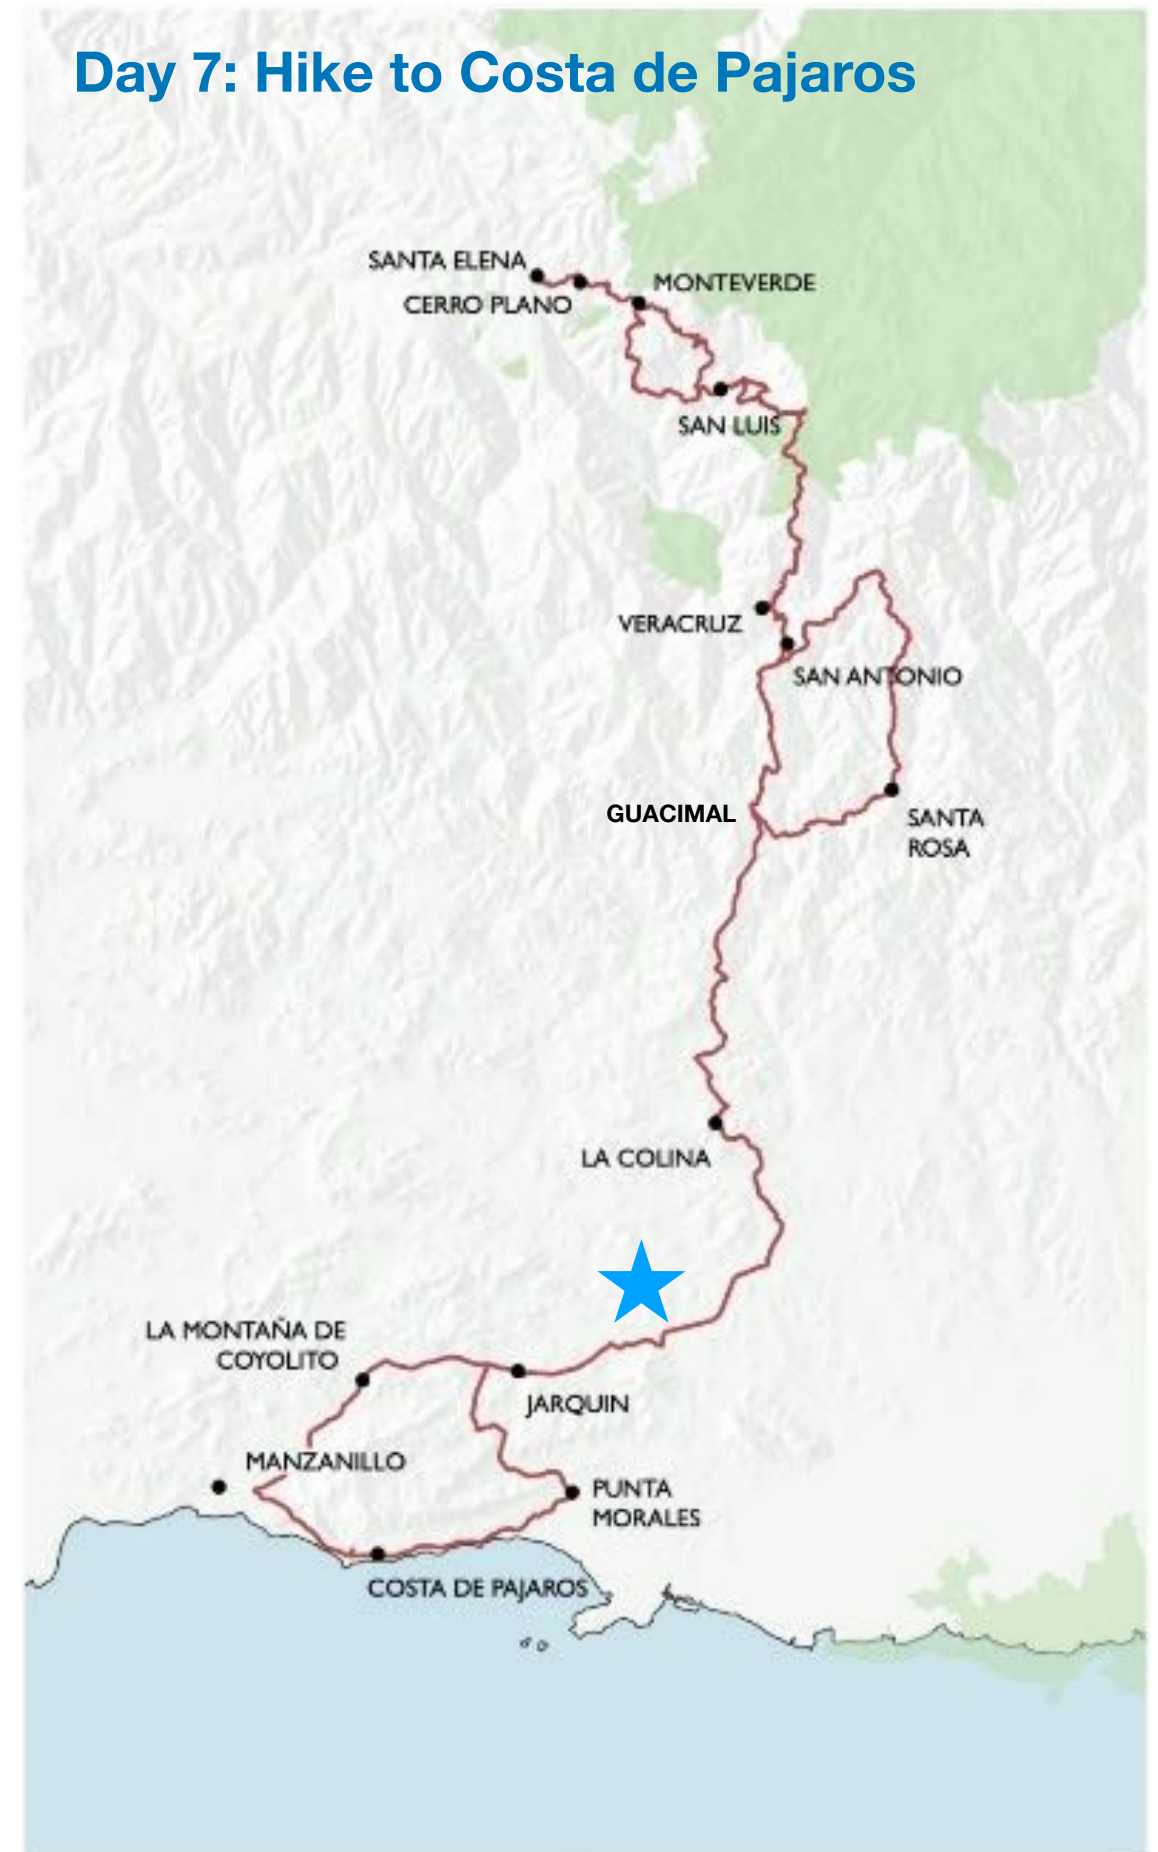 Day 7: Hike to Costa de Pajaros
SANTA ELENA
MONTEVERDE
CERRO PLANO
SAN LUIS
VERACRUZ
SAN ANTONIO
GUACIMAL
SANTA
ROSA
LA COLINA
LA MONTAÑA DE
COYOLITO
JARQUIN
MANZANILLO
PUNTA
MORALES
COSTA DE PAJAROS